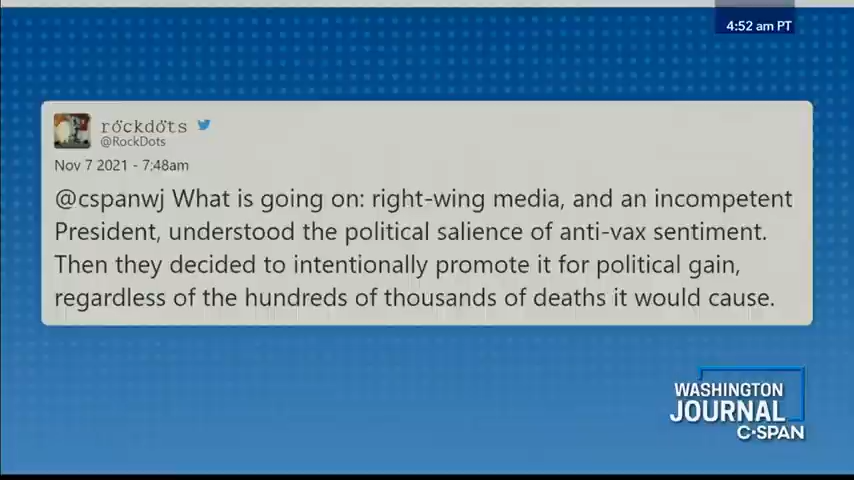 4:52 am PT
röckdöts
@RockDots
Nov 7 2021 - 7:48am
@cspanwj What is going on: right-wing media, and an incompetent
President, understood the political salience of anti-vax sentiment.
Then they decided to intentionally promote it for political gain,
regardless of the hundreds of thousands of deaths it would cause.
WASHINGTON
JOURNAL
C-SPAN